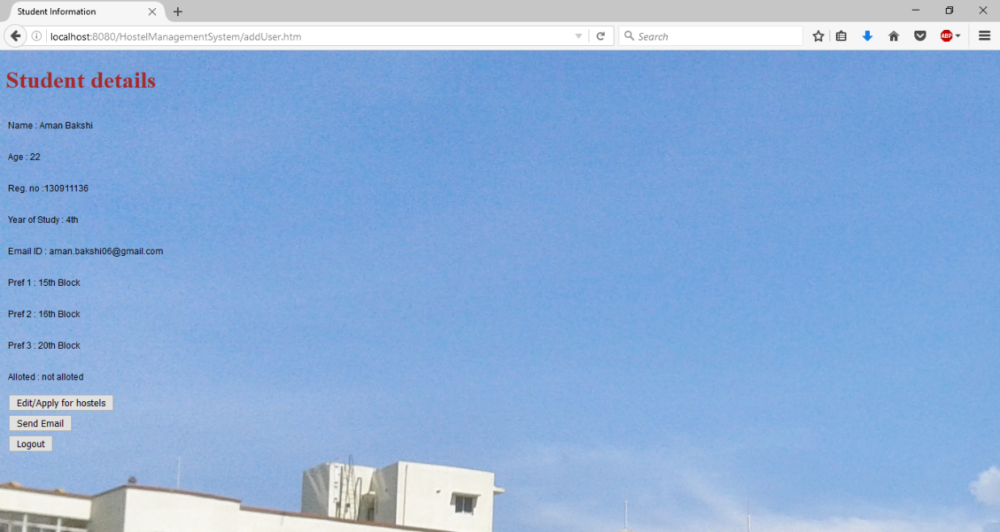 Student Information
localhost:8080/HostelManagementSystem/addUser.htm
Search
ABP
Student details
Name : Aman Bakshi
Age : 22
Reg. no :130911136
Year of Study : 4th
Email ID : aman.bakshi06@gmail.com
Pref 1 : 15th Block
Pref 2 : 16th Block
Pref 3 : 20th Block
Alloted : not alloted
Edit/Apply for hostels
Send Email
Logout